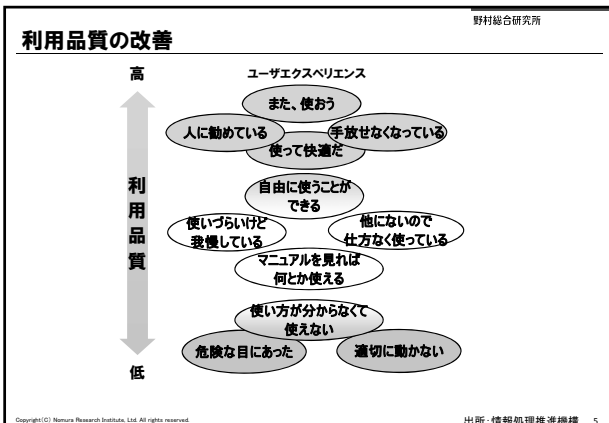 野村総合研究所
利用品質の改善
高
ユーザエクスペリエンス
また、使おう
人に勧めている
手放せなくなっている
使って快適だ
利用品質
自由に使うことが
できる
使いづらいけど
我慢している
他にないので
仕方なく使っている
マニュアルを見れば
何とか使える
使い方が分からなくて
使えない
危険な目にあった
適切に動かない
低
Copyright(C) Nomura Research Institute, Ltd. All rights reserved.
出所:情報処理推進機構 5